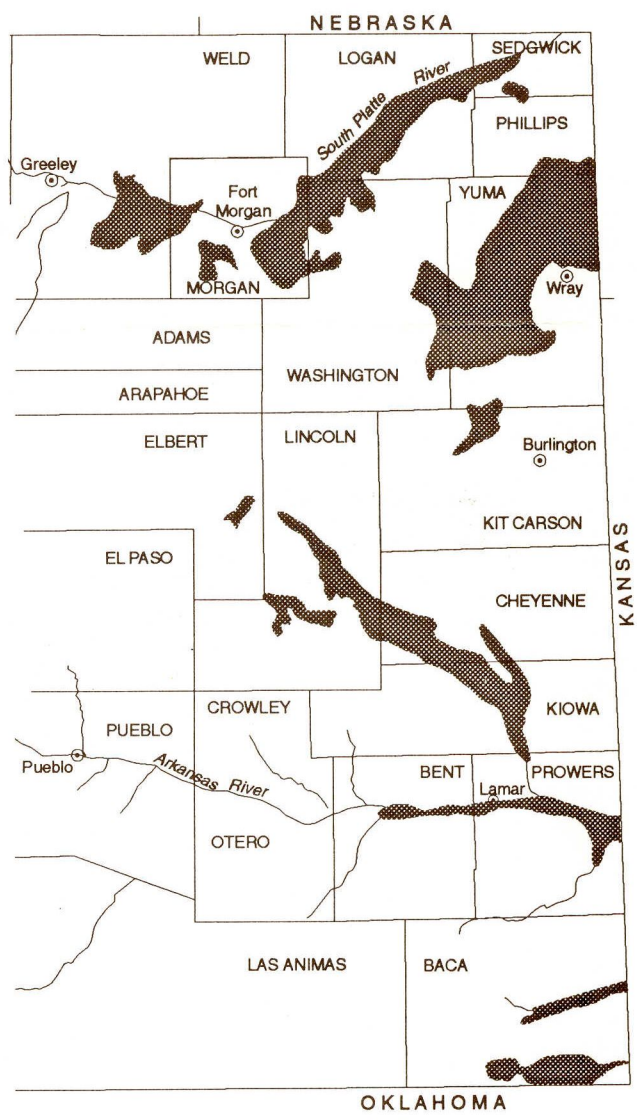 NEBRASKA
WELD
LOGAN
SEDGWICK
South Platte River
PHILLIPS
Greeley
Fort
Morgan
YUMA
MORGAN
Wray
ADAMS
WASHINGTON
ARAPAHOE
ELBERT
LINCOLN
Burlington
KIT CARSON
EL PASO
CHEYENNE
KANSAS
CROWLEY
KIOWA
PUEBLO
Pueblo
Arkansas River
BENT
Lamar
PROWERS
OTERO
LAS ANIMAS
BACA
OKLAHOMA